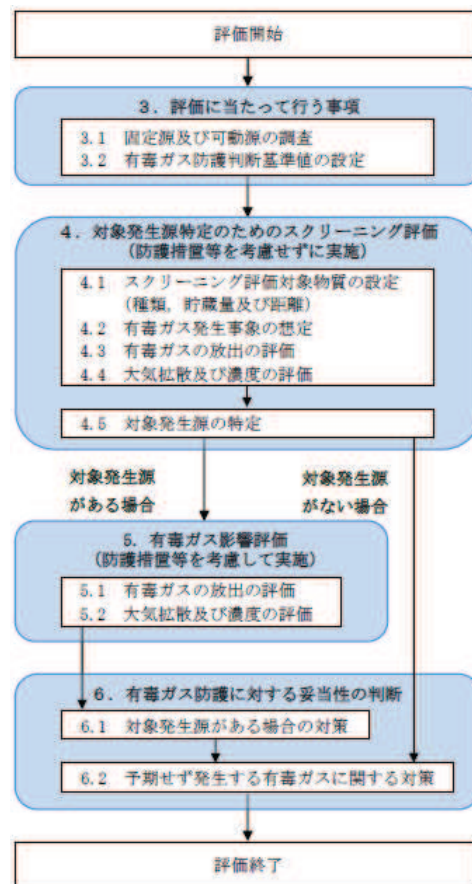 評価開始
3．評価に当たって行う事項
3.1 固定源及び可動源の調査
3.2 有毒ガス防護判断基準値の設定
4．対象発生源特定のためのスクリーニング評価
(防護措置等を考慮せずに実施)
4.1 スクリーニング評価対象物質の設定
(種類，貯蔵量及び距離)
4.2 有毒ガス発生事象の想定
4.3 有毒ガスの放出の評価
4.4 大気拡散及び濃度の評価
4.5 対象発生源の特定
対象発生源
がある場合
対象発生源
がない場合
5．有毒ガス影響評価
(防護措置等を考慮して実施)
5.1 有毒ガスの放出の評価
5.2 大気拡散及び濃度の評価
6．有毒ガス防護に対する妥当性の判断
6.1 対象発生源がある場合の対策
6.2 予期せず発生する有毒ガスに関する対策
評価終了